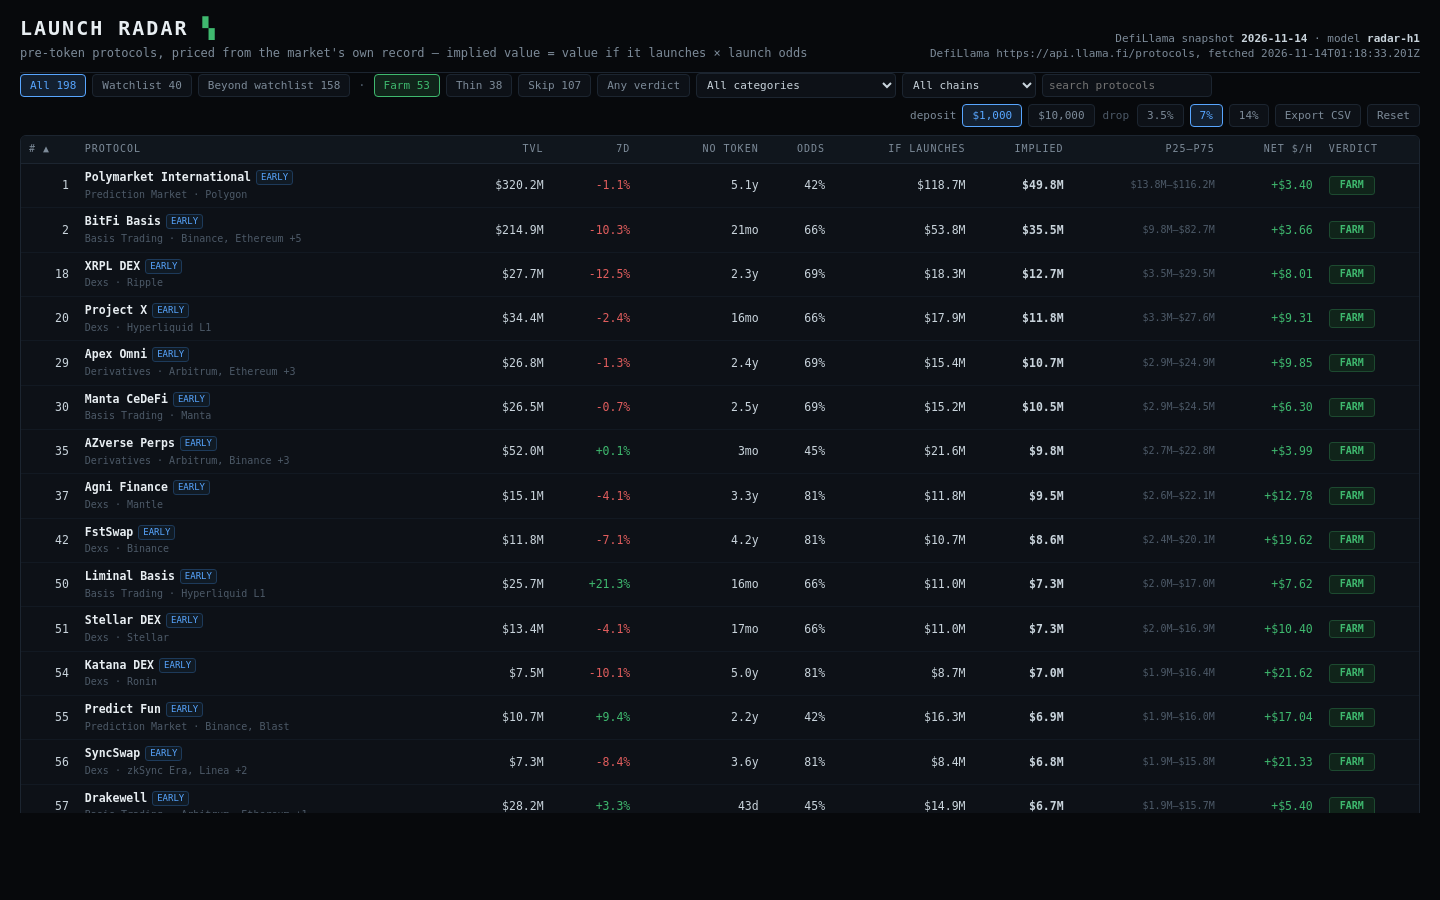 LAUNCH RADAR
pre-token protocols, priced from the market's own record — implied value = value if it launches × launch odds
DefiLlama snapshot 2026-11-14 · model radar-h1
DefiLlama https://api.llama.fi/protocols, fetched 2026-11-14T01:18:33.201Z
All 198 Watchlist 40 Beyond watchlist 158 · Farm 53 Thin 38 Skip 107 Any verdict All categories All chains search protocols
deposit $1,000 $10,000 drop 3.5% 7% 14% Export CSV Reset
# ▲ PROTOCOL TVL 7D NO TOKEN ODDS IF LAUNCHES IMPLIED P25–P75 NET $/H VERDICT
1 Polymarket International EARLY $320.2M -1.1% 5.1y 42% $118.7M $49.8M $13.8M–$116.2M +$3.40 FARM
Prediction Market · Polygon
2 BitFi Basis EARLY $214.9M -10.3% 21mo 66% $53.8M $35.5M $9.8M–$82.7M +$3.66 FARM
Basis Trading · Binance, Ethereum +5
18 XRPL DEX EARLY $27.7M -12.5% 2.3y 69% $18.3M $12.7M $3.5M–$29.5M +$8.01 FARM
Dexs · Ripple
20 Project X EARLY $34.4M -2.4% 16mo 66% $17.9M $11.8M $3.3M–$27.6M +$9.31 FARM
Dexs · Hyperliquid L1
29 Apex Omni EARLY $26.8M -1.3% 2.4y 69% $15.4M $10.7M $2.9M–$24.9M +$9.85 FARM
Derivatives · Arbitrum, Ethereum +3
30 Manta CeDeFi EARLY $26.5M -0.7% 2.5y 69% $15.2M $10.5M $2.9M–$24.5M +$6.30 FARM
Basis Trading · Manta
35 AZverse Perps EARLY $52.0M +0.1% 3mo 45% $21.6M $9.8M $2.7M–$22.8M +$3.99 FARM
Derivatives · Arbitrum, Binance +3
37 Agni Finance EARLY $15.1M -4.1% 3.3y 81% $11.8M $9.5M $2.6M–$22.1M +$12.78 FARM
Dexs · Mantle
42 FstSwap EARLY $11.8M -7.1% 4.2y 81% $10.7M $8.6M $2.4M–$20.1M +$19.62 FARM
Dexs · Binance
50 Liminal Basis EARLY $25.7M +21.3% 16mo 66% $11.0M $7.3M $2.0M–$17.0M +$7.62 FARM
Basis Trading · Hyperliquid L1
51 Stellar DEX EARLY $13.4M -4.1% 17mo 66% $11.0M $7.3M $2.0M–$16.9M +$10.40 FARM
Dexs · Stellar
54 Katana DEX EARLY $7.5M -10.1% 5.0y 81% $8.7M $7.0M $1.9M–$16.4M +$21.62 FARM
Dexs · Ronin
55 Predict Fun EARLY $10.7M +9.4% 2.2y 42% $16.3M $6.9M $1.9M–$16.0M +$17.04 FARM
Prediction Market · Binance, Blast
56 SyncSwap EARLY $7.3M -8.4% 3.6y 81% $8.4M $6.8M $1.9M–$15.8M +$21.33 FARM
Dexs · zkSync Era, Linea +2
57 Drakewell EARLY $28.2M +3.3% 43d 45% $14.9M $6.7M $1.9M–$15.7M +$5.40 FARM
Basis Trading · Arbitrum, Ethereum +1